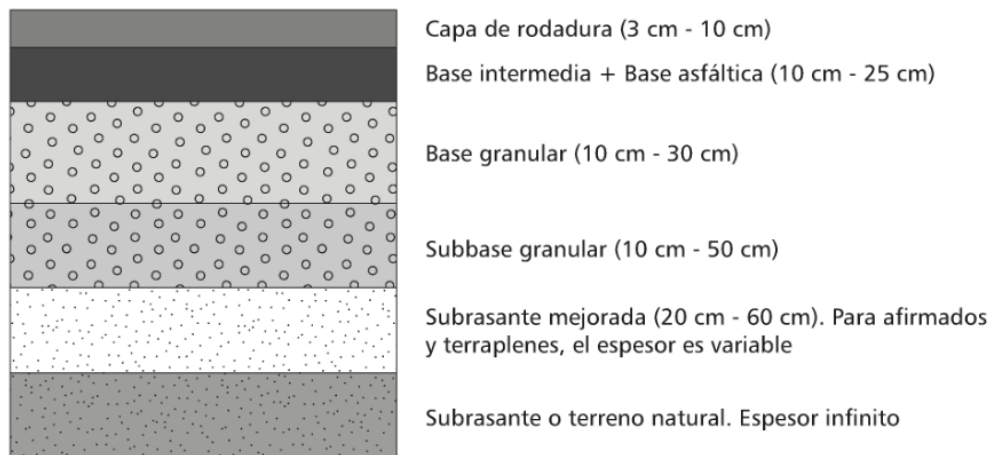 Capa de rodadura (3 cm - 10 cm)
Base intermedia + Base asfáltica (10 cm - 25 cm)
Base granular (10 cm - 30 cm)
Subbase granular (10 cm - 50 cm)
Subrasante mejorada (20 cm - 60 cm). Para afirmados
y terraplenes, el espesor es variable
Subrasante o terreno natural. Espesor infinito